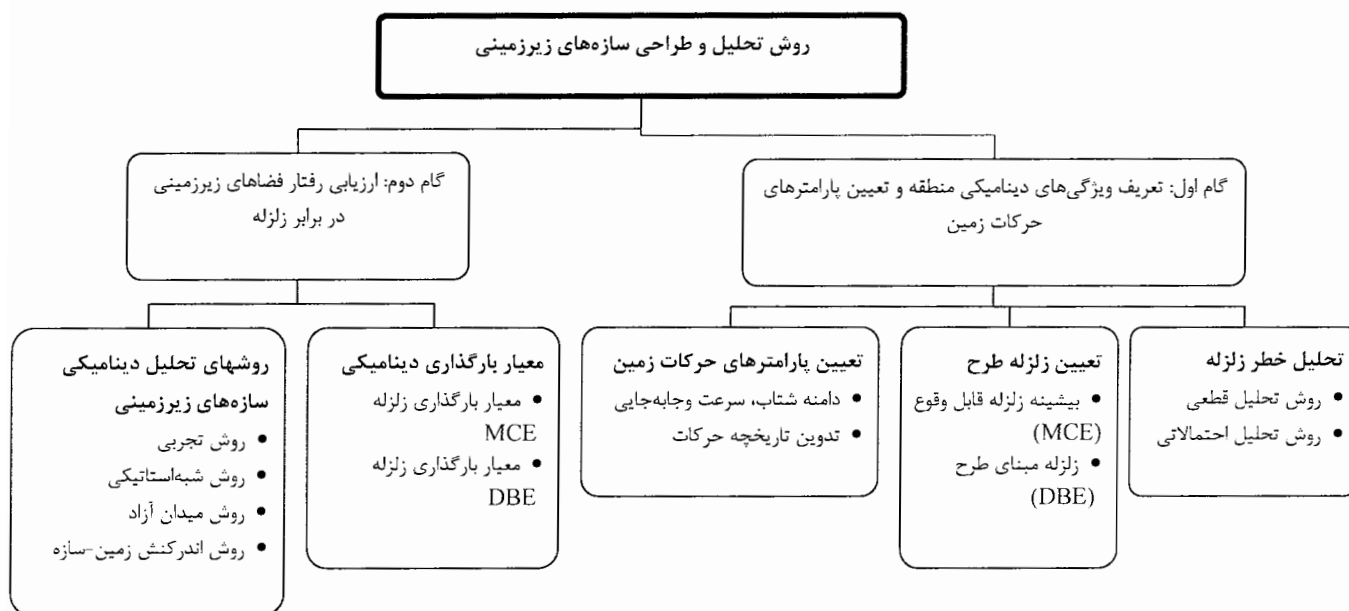 روش تحلیل و طراحی سازه‌های زیرزمینی
گام اول: تعریف ویژگی‌های دینامیکی منطقه و تعیین پارامترهای
حرکات زمین
گام دوم: ارزیابی رفتار فضاهای زیرزمینی
در برابر زلزله
تحلیل خطر زلزله
• روش تحلیل قطعی
• روش تحلیل احتمالاتی
تعیین زلزله طرح
• بیشینه زلزله قابل وقوع
(MCE)
• زلزله مبنای طرح
(DBE)
تعیین پارامترهای حرکات زمین
• دامنه شتاب، سرعت وجابه‌جایی
• تدوین تاریخچه حرکات
معیار بارگذاری دینامیکی
• معیار بارگذاری زلزله
MCE
• معیار بارگذاری زلزله
DBE
روشهای تحلیل دینامیکی
سازه‌های زیرزمینی
• روش تجربی
• روش شبه‌استاتیکی
• روش میدان آزاد
• روش اندرکنش زمین-سازه